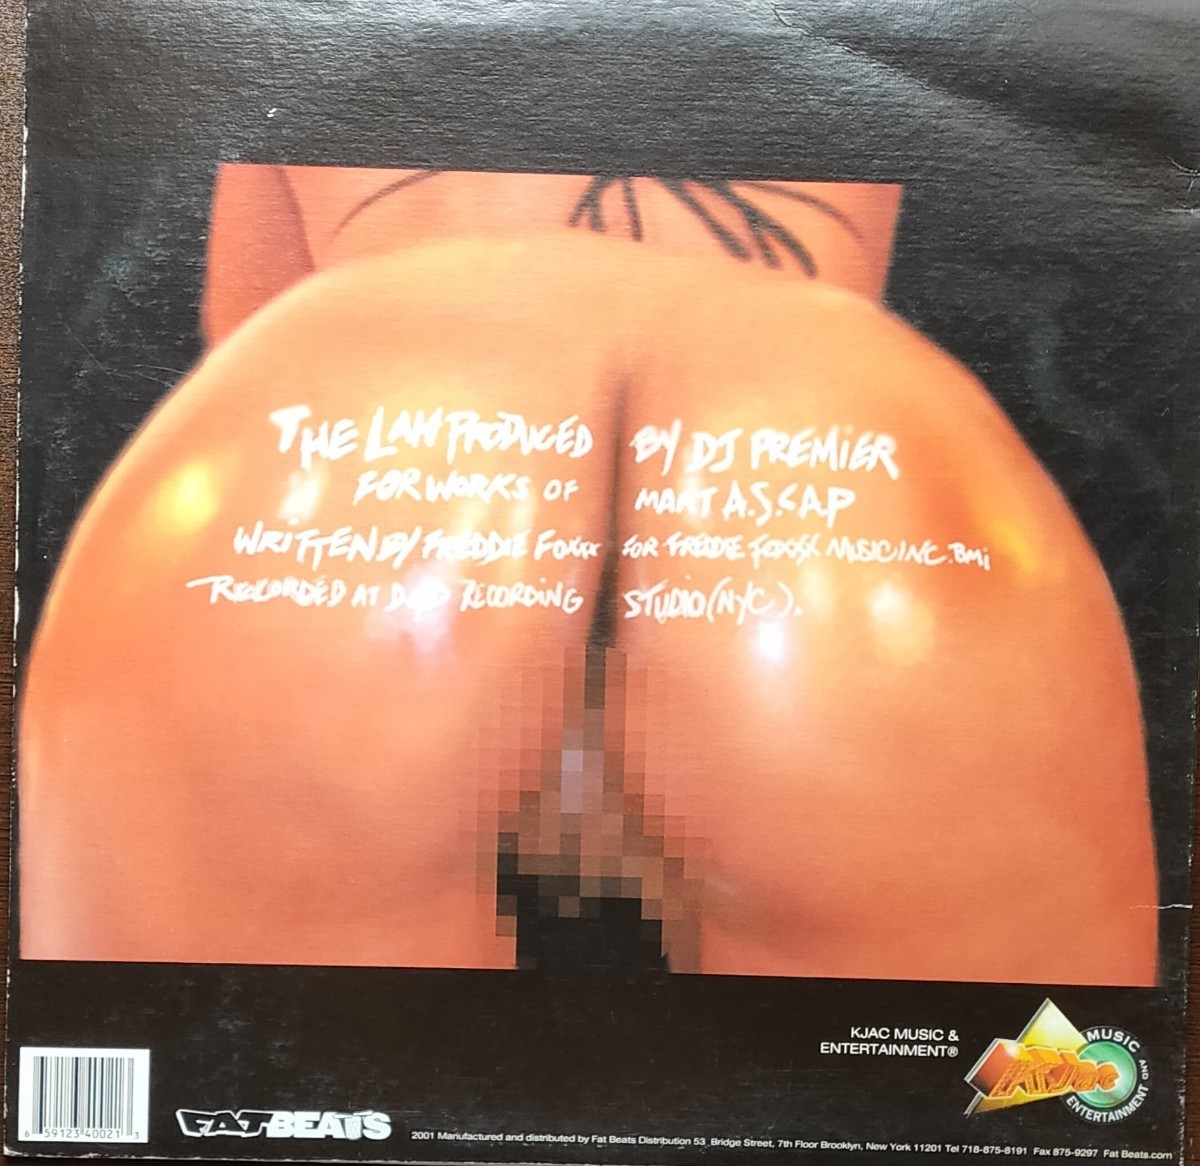 THE LAH PRODUCED BY DJ PREMIER
FOR WORKS OF MART A.S.C.A.P
WRITTEN BY FREDDIE FOXXX FOR FREDDIE FOXXX MUSIC INC. BMi
RECORDED AT D&D RECORDING STUDIO (NYC).
KJAC MUSIC &
ENTERTAINMENT®
MUSIC AND ENTERTAINMENT
KJac
6 59123 40021 3
FATBEATS
2001 Manufactured and distributed by Fat Beats Distribution 53 Bridge Street, 7th Floor Brooklyn, New York 11201 Tel 718-875-8191 Fax 875-9297 Fat Beats.com